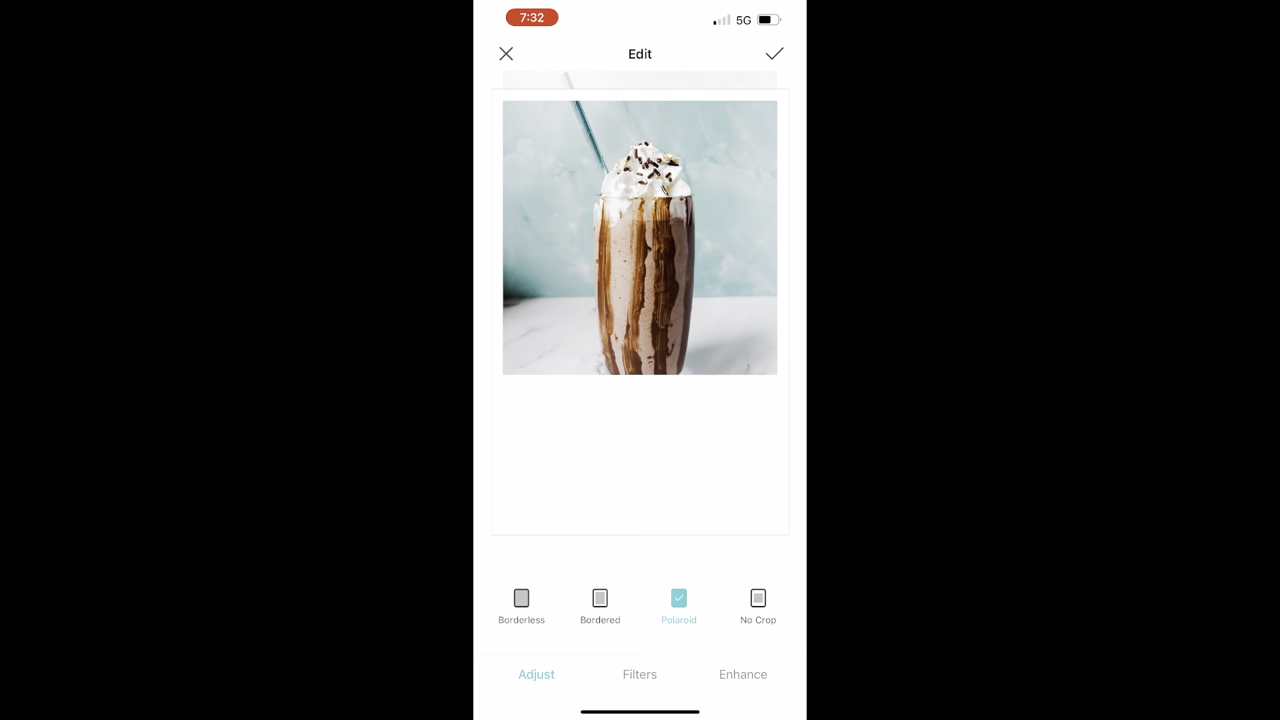 7:32
5G
Edit
Borderless
Bordered
Polaroid
No Crop
Adjust
Filters
Enhance